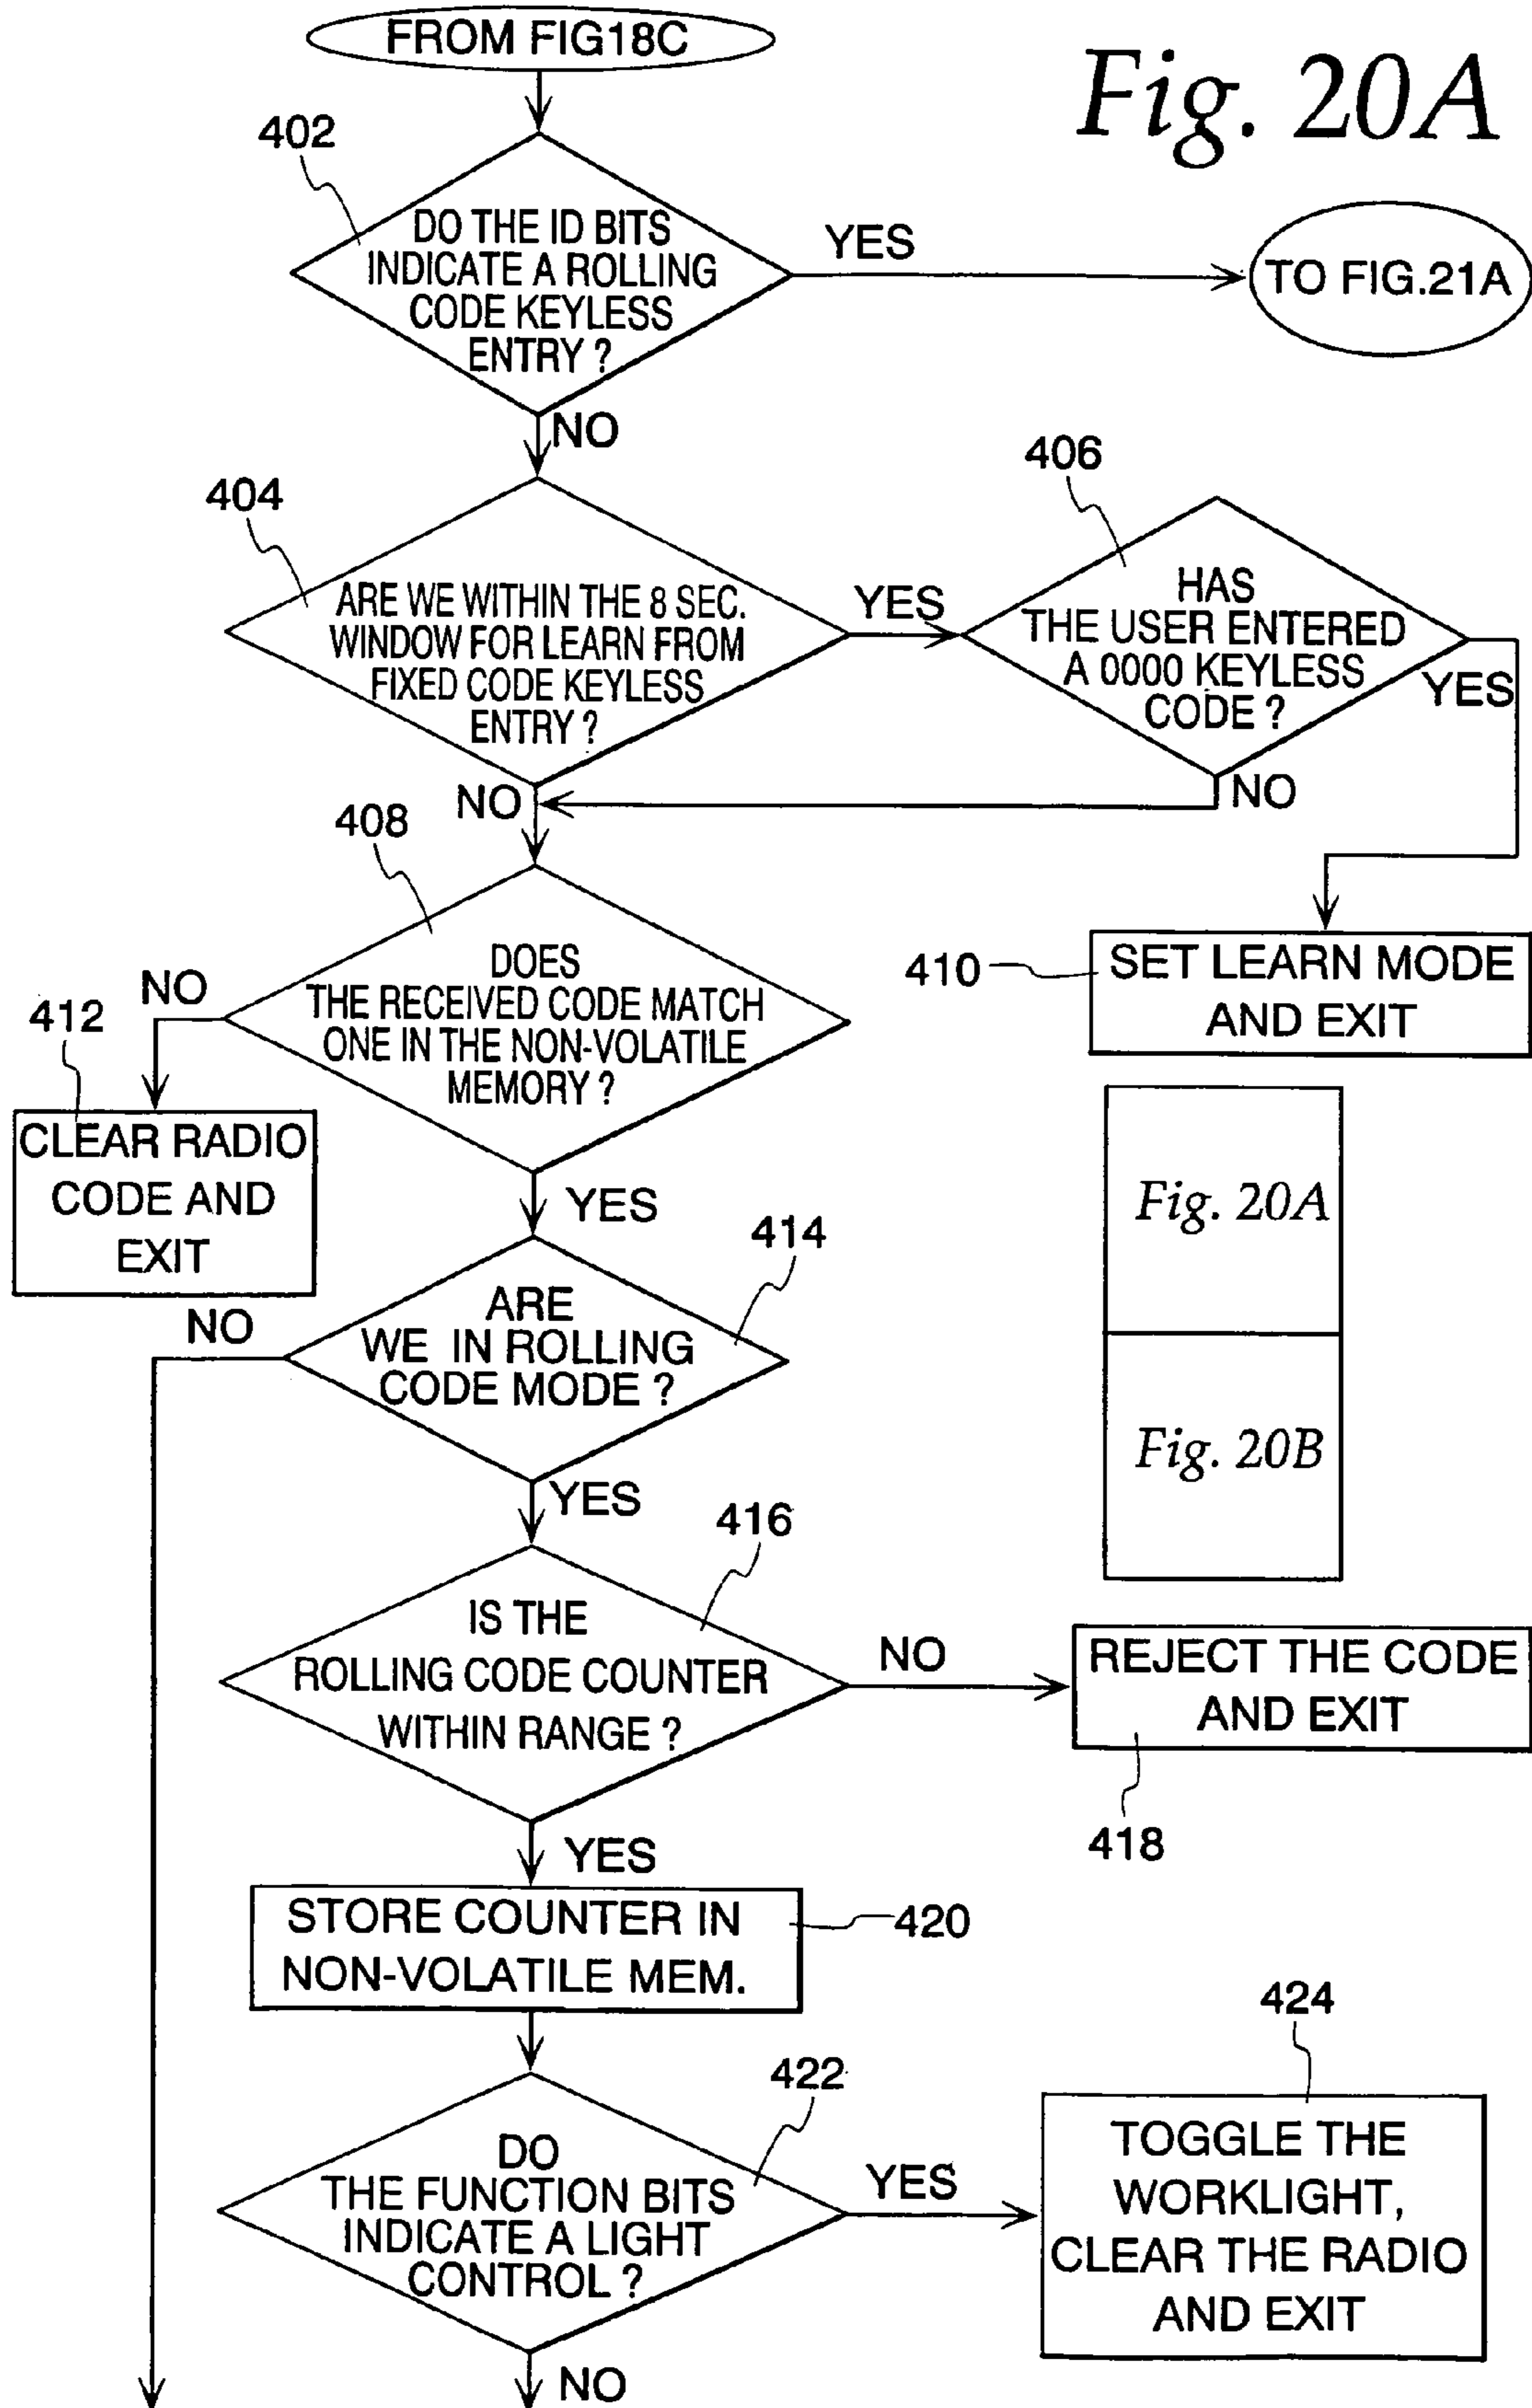 FROM FIG18C
Fig. 20A
402
DO THE ID BITS
INDICATE A ROLLING
CODE KEYLESS
ENTRY ?
YES
TO FIG.21A
NO
404
ARE WE WITHIN THE 8 SEC.
WINDOW FOR LEARN FROM
FIXED CODE KEYLESS
ENTRY ?
YES
406
HAS
THE USER ENTERED
A 0000 KEYLESS
CODE ?
YES
NO
NO
408
DOES
THE RECEIVED CODE MATCH
ONE IN THE NON-VOLATILE
MEMORY ?
410
SET LEARN MODE
AND EXIT
NO
412
CLEAR RADIO
CODE AND
EXIT
YES
Fig. 20A
Fig. 20B
414
ARE
WE IN ROLLING
CODE MODE ?
NO
YES
416
IS THE
ROLLING CODE COUNTER
WITHIN RANGE ?
NO
REJECT THE CODE
AND EXIT
418
YES
STORE COUNTER IN
NON-VOLATILE MEM.
420
422
DO
THE FUNCTION BITS
INDICATE A LIGHT
CONTROL ?
YES
424
TOGGLE THE
WORKLIGHT,
CLEAR THE RADIO
AND EXIT
NO